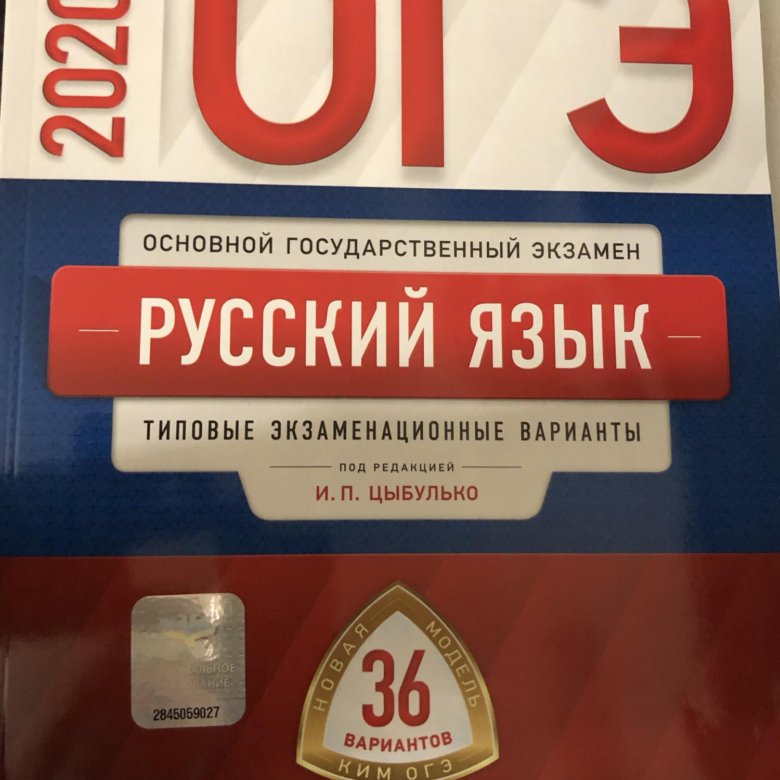 2020
ОГЭ
ОСНОВНОЙ ГОСУДАРСТВЕННЫЙ ЭКЗАМЕН
РУССКИЙ ЯЗЫК
ТИПОВЫЕ ЭКЗАМЕНАЦИОННЫЕ ВАРИАНТЫ
ПОД РЕДАКЦИЕЙ
И. П. ЦЫБУЛЬКО
2845059027
НОВАЯ МОДЕЛЬ
36
ВАРИАНТОВ
КИМ ОГЭ